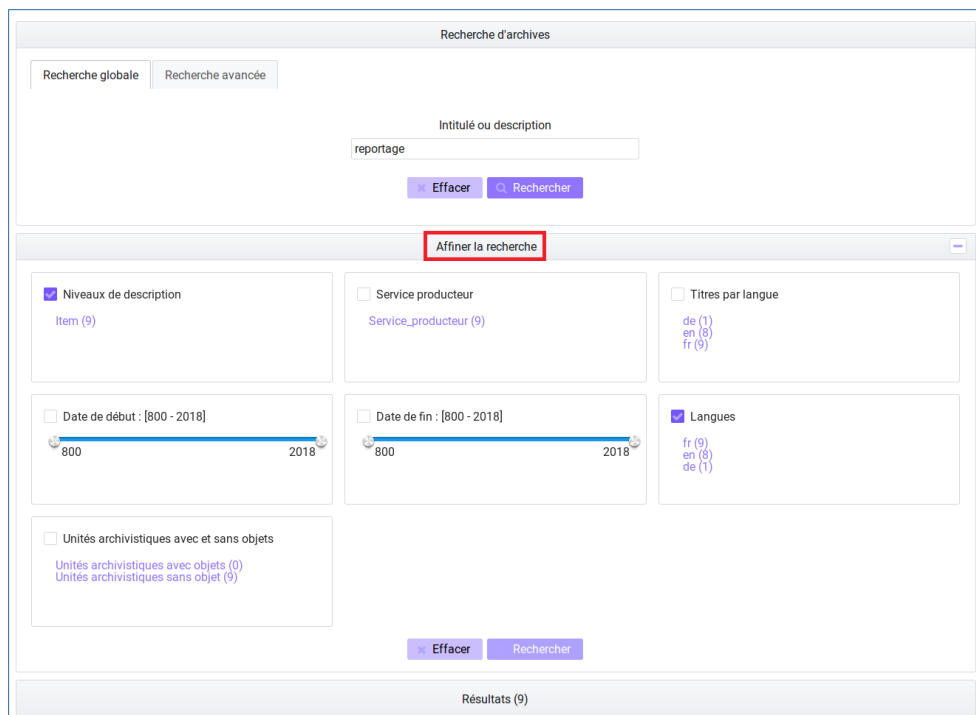 Recherche d'archives
Recherche globale Recherche avancée
Intitulé ou description
reportage
Effacer Rechercher
Affiner la recherche
Niveaux de description
Item (9)
Service producteur
Service_producteur (9)
Titres par langue
de (1)
en (8)
fr (9)
Date de début : [800 - 2018]
800 2018
Date de fin : [800 - 2018]
800 2018
Langues
fr (9)
en (8)
de (1)
Unités archivistiques avec et sans objets
Unités archivistiques avec objets (0)
Unités archivistiques sans objet (9)
Effacer Rechercher
Résultats (9)